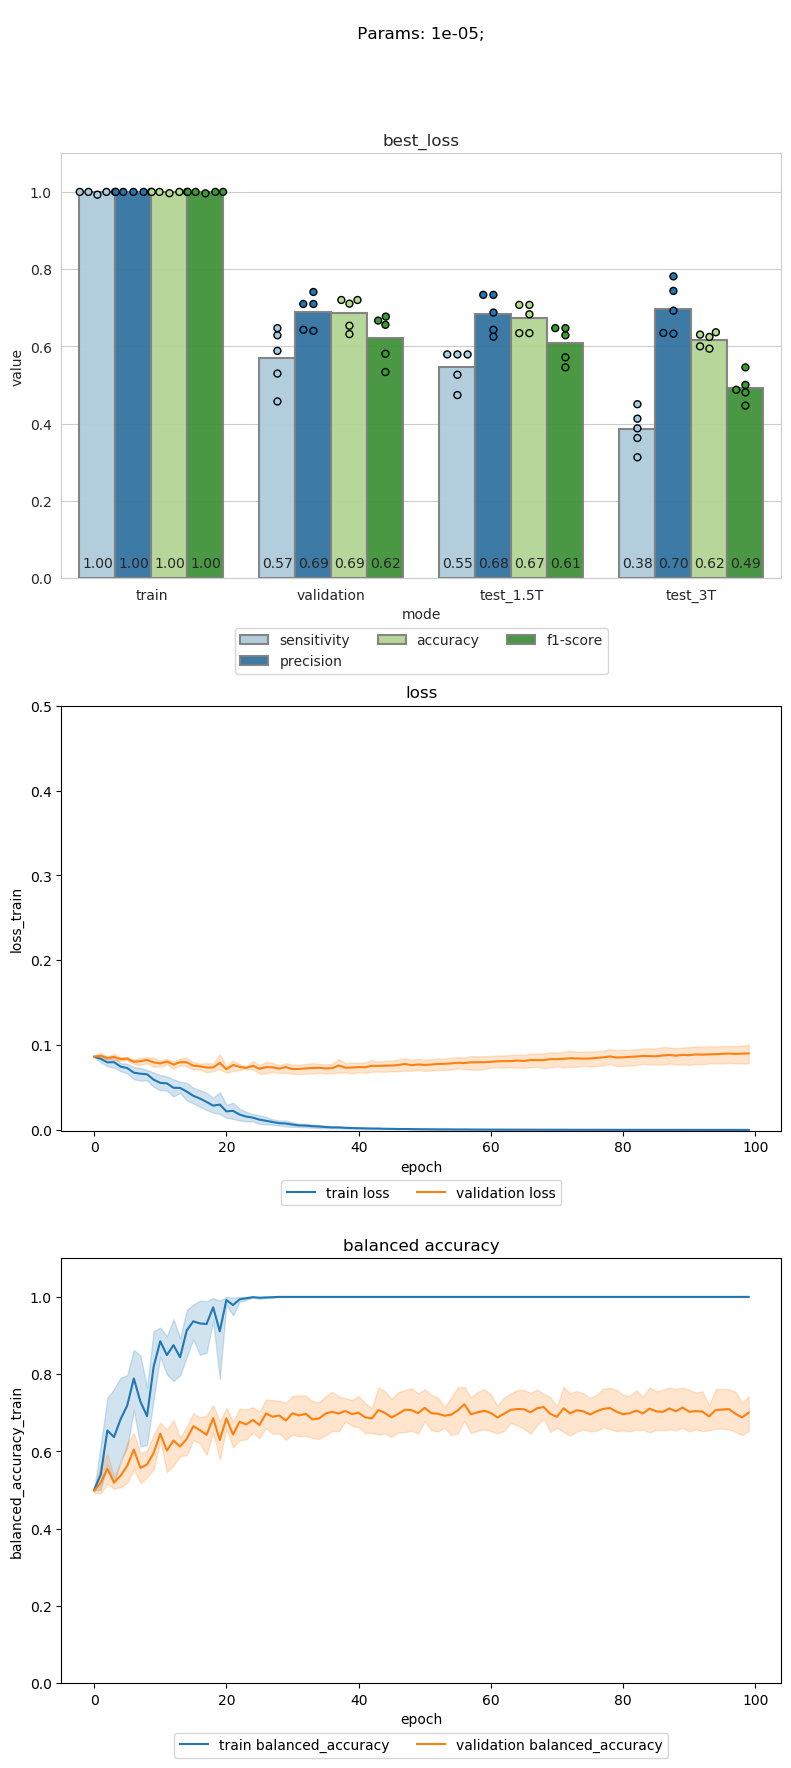 Params: 1e-05;
best_loss
value
1.0
0.8
0.6
0.4
0.2
0.0
1.00 1.00 1.00 1.00 0.57 0.69 0.69 0.62 0.55 0.68 0.67 0.61 0.38 0.70 0.62 0.49
train validation test_1.5T test_3T
mode
sensitivity accuracy f1-score
precision
loss
loss_train
0.5
0.4
0.3
0.2
0.1
0.0
0 20 40 60 80 100
epoch
train loss validation loss
balanced accuracy
balanced_accuracy_train
1.0
0.8
0.6
0.4
0.2
0.0
0 20 40 60 80 100
epoch
train balanced_accuracy validation balanced_accuracy